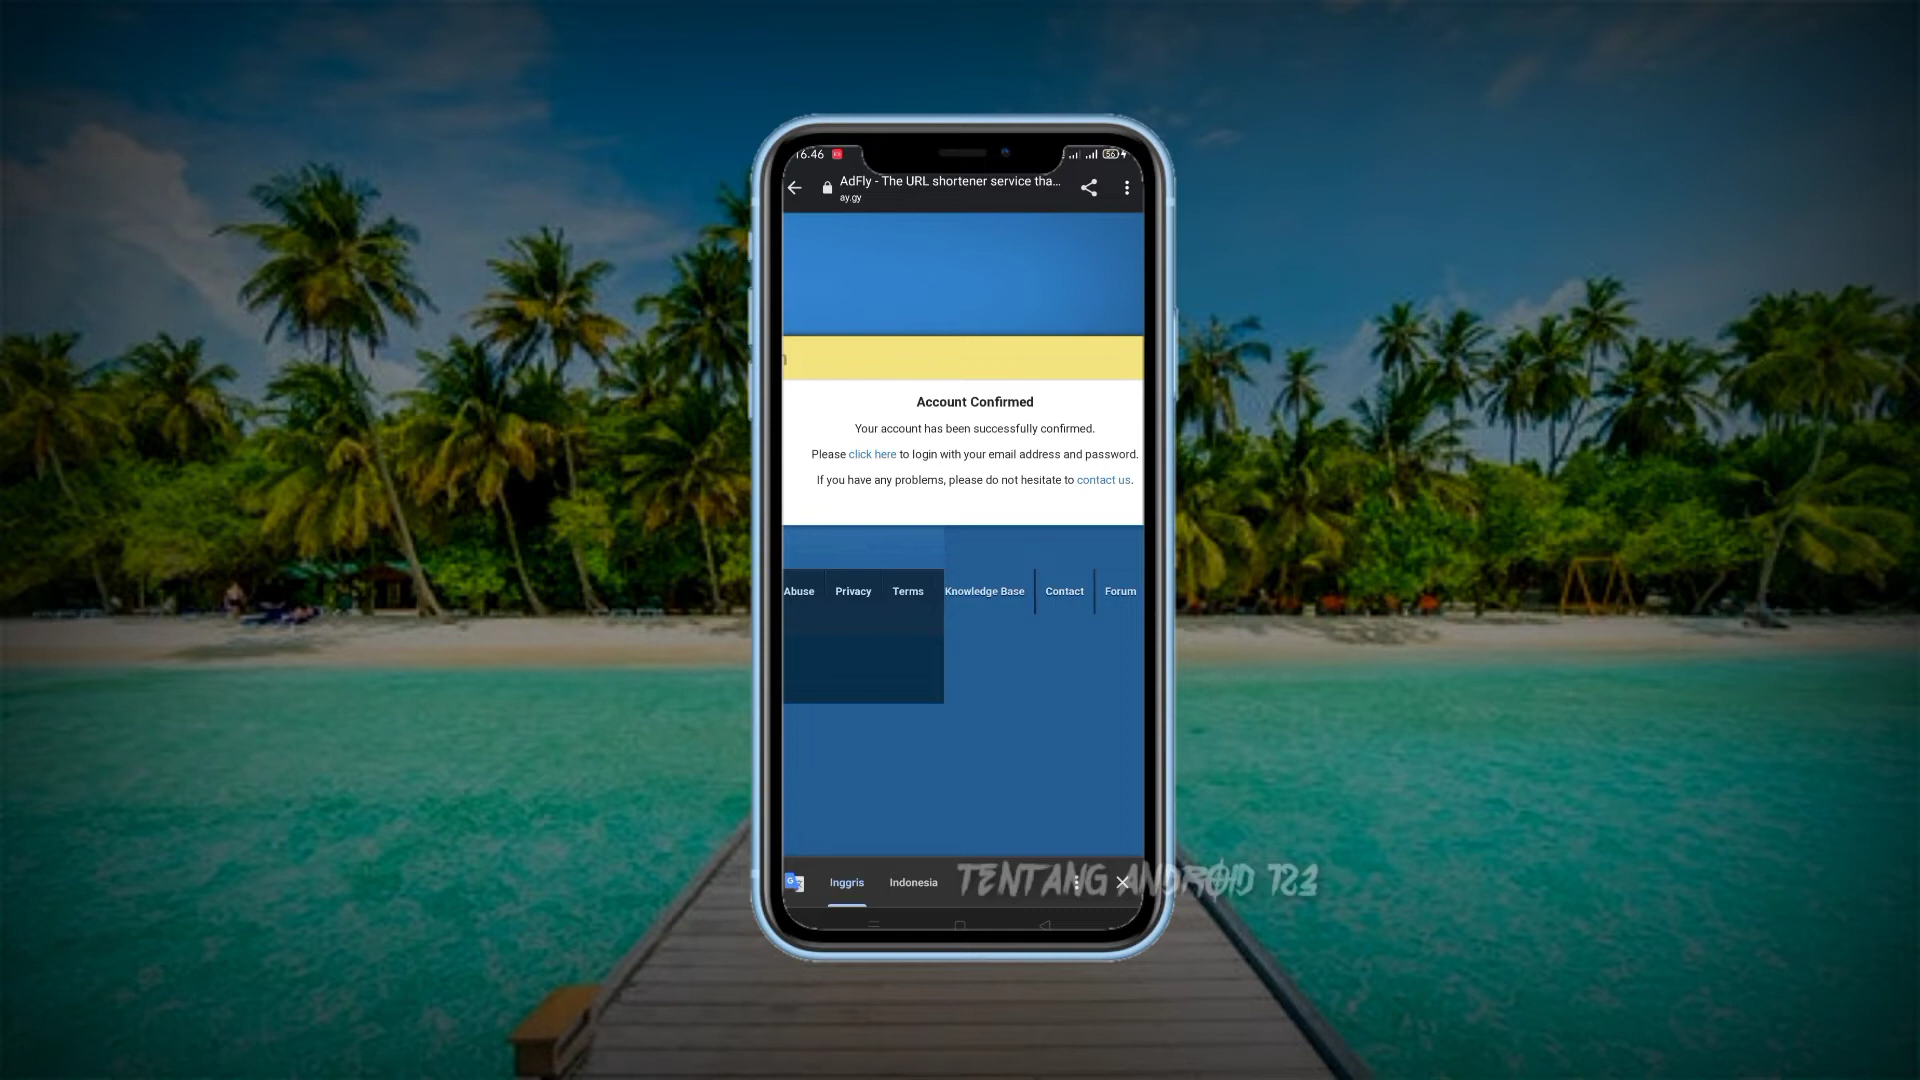 16.46
56
AdFly - The URL shortener service tha...
ay.gy
Account Confirmed
Your account has been successfully confirmed.
Please click here to login with your email address and password.
If you have any problems, please do not hesitate to contact us.
Abuse Privacy Terms Knowledge Base Contact Forum
Inggris Indonesia
TENTANG ANDROID 123